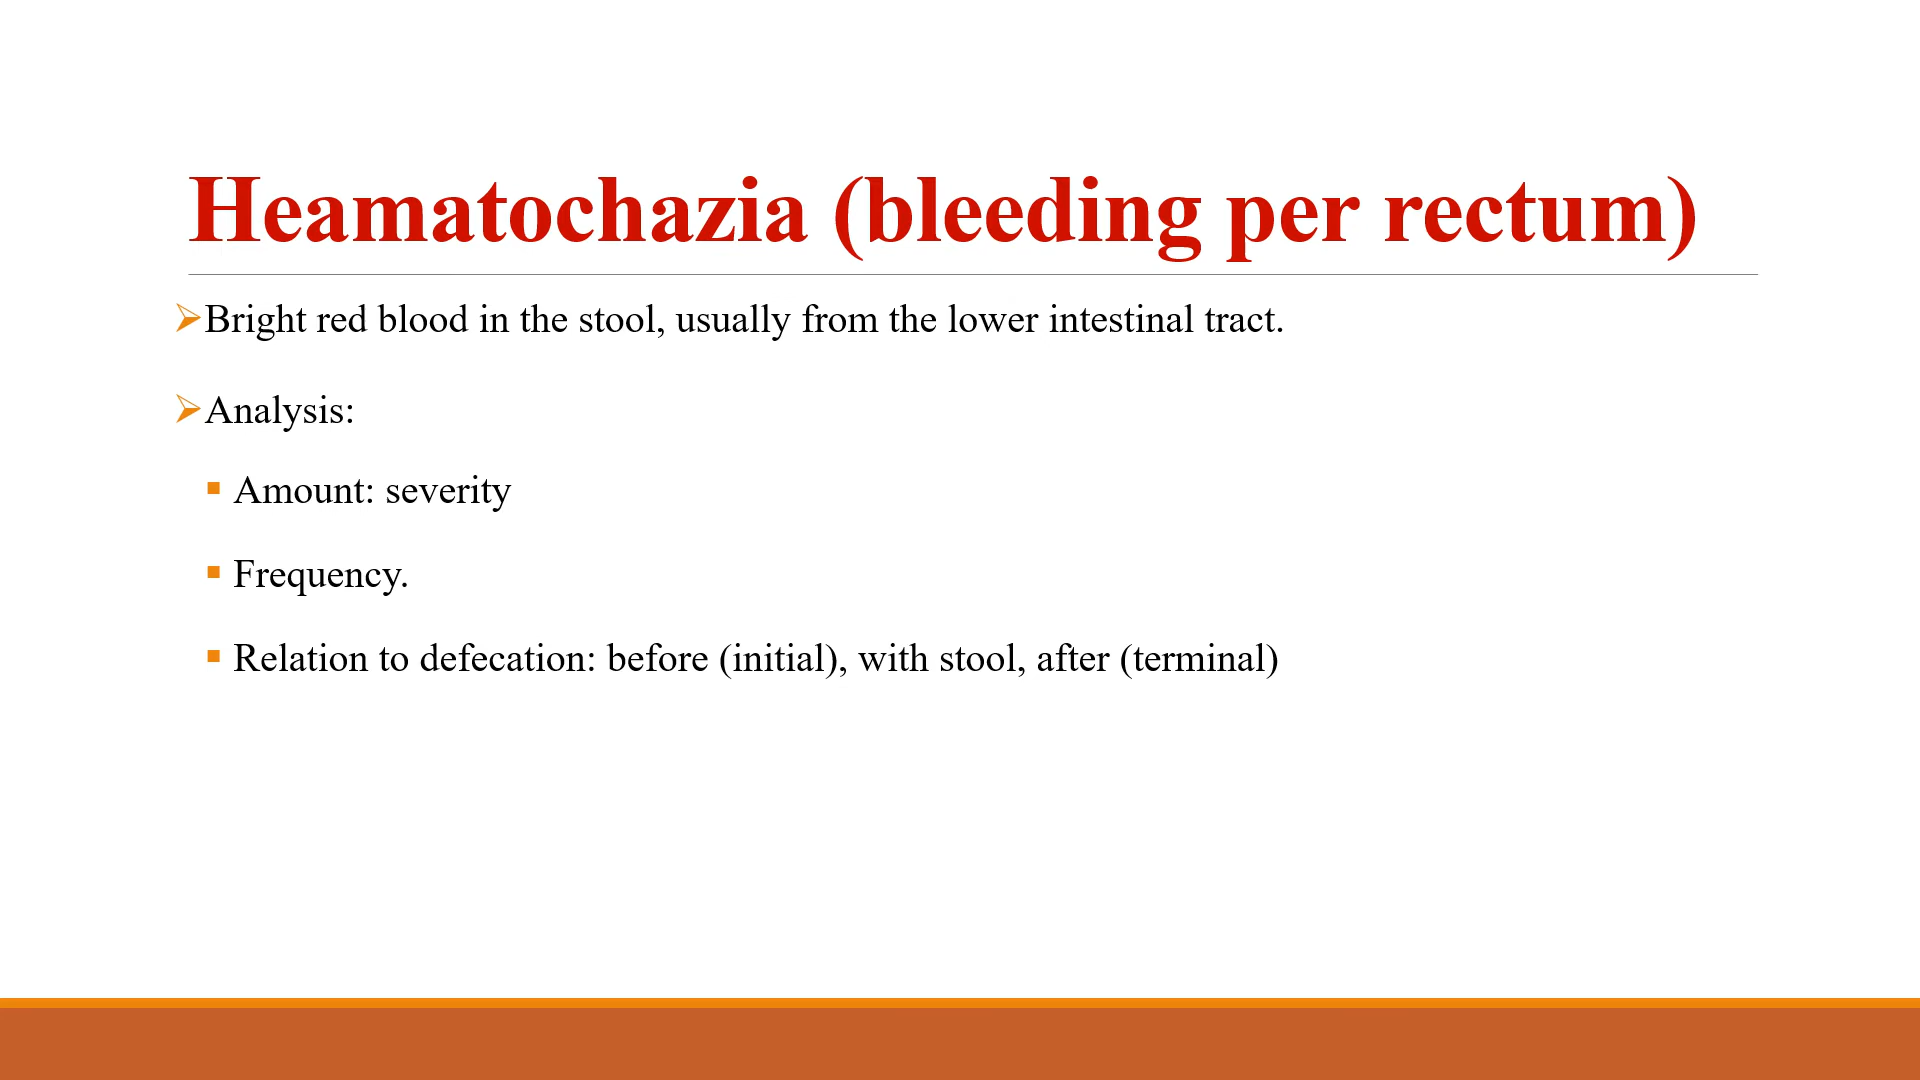 Heamatochazia (bleeding per rectum)
Bright red blood in the stool, usually from the lower intestinal tract.
Analysis:
Amount: severity
Frequency.
Relation to defecation: before (initial), with stool, after (terminal)